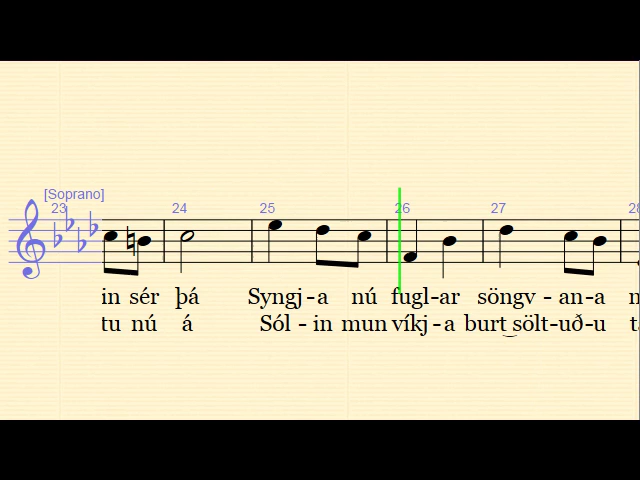 [Soprano]
23 24 25 26 27 28
in sér þá Syngj - a nú fugl - ar söngv - an - a
tu nú á Sól - in mun víkj - a burt sölt - uð - u